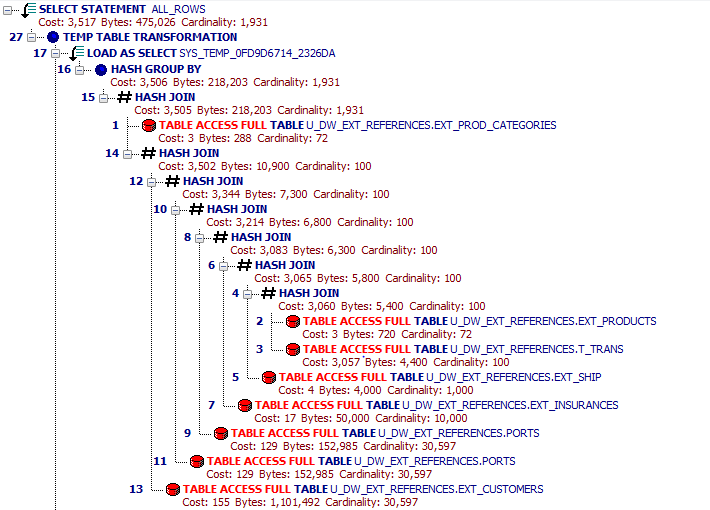 SELECT STATEMENT ALL_ROWS
Cost: 3,517 Bytes: 475,026 Cardinality: 1,931
27 TEMP TABLE TRANSFORMATION
17 LOAD AS SELECT SYS_TEMP_0FD9D6714_2326DA
16 HASH GROUP BY
Cost: 3,506 Bytes: 218,203 Cardinality: 1,931
15 HASH JOIN
Cost: 3,505 Bytes: 218,203 Cardinality: 1,931
1 TABLE ACCESS FULL TABLE U_DW_EXT_REFERENCES.EXT_PROD_CATEGORIES
Cost: 3 Bytes: 288 Cardinality: 72
14 HASH JOIN
Cost: 3,502 Bytes: 10,900 Cardinality: 100
12 HASH JOIN
Cost: 3,344 Bytes: 7,300 Cardinality: 100
10 HASH JOIN
Cost: 3,214 Bytes: 6,800 Cardinality: 100
8 HASH JOIN
Cost: 3,083 Bytes: 6,300 Cardinality: 100
6 HASH JOIN
Cost: 3,065 Bytes: 5,800 Cardinality: 100
4 HASH JOIN
Cost: 3,060 Bytes: 5,400 Cardinality: 100
2 TABLE ACCESS FULL TABLE U_DW_EXT_REFERENCES.EXT_PRODUCTS
Cost: 3 Bytes: 720 Cardinality: 72
3 TABLE ACCESS FULL TABLE U_DW_EXT_REFERENCES.T_TRANS
Cost: 3,057 Bytes: 4,400 Cardinality: 100
5 TABLE ACCESS FULL TABLE U_DW_EXT_REFERENCES.EXT_SHIP
Cost: 4 Bytes: 4,000 Cardinality: 1,000
7 TABLE ACCESS FULL TABLE U_DW_EXT_REFERENCES.EXT_INSURANCES
Cost: 17 Bytes: 50,000 Cardinality: 10,000
9 TABLE ACCESS FULL TABLE U_DW_EXT_REFERENCES.PORTS
Cost: 129 Bytes: 152,985 Cardinality: 30,597
11 TABLE ACCESS FULL TABLE U_DW_EXT_REFERENCES.PORTS
Cost: 129 Bytes: 152,985 Cardinality: 30,597
13 TABLE ACCESS FULL TABLE U_DW_EXT_REFERENCES.EXT_CUSTOMERS
Cost: 155 Bytes: 1,101,492 Cardinality: 30,597